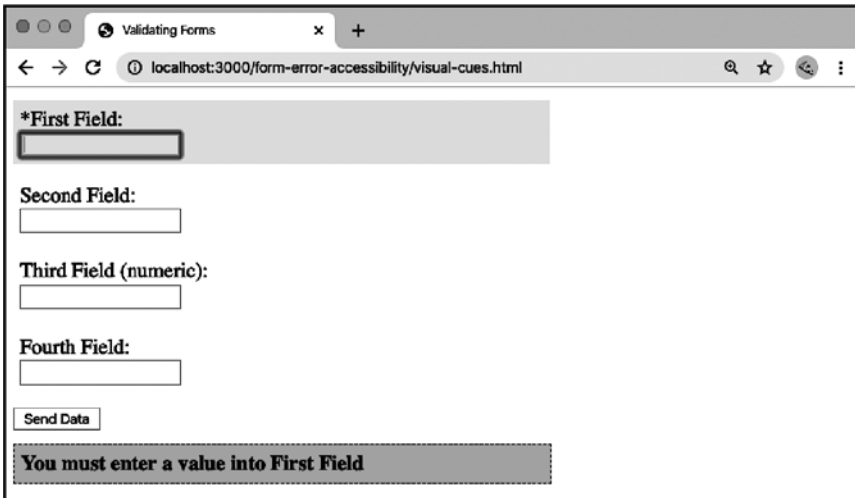 Validating Forms
localhost:3000/form-error-accessibility/visual-cues.html
*First Field:
Second Field:
Third Field (numeric):
Fourth Field:
Send Data
You must enter a value into First Field